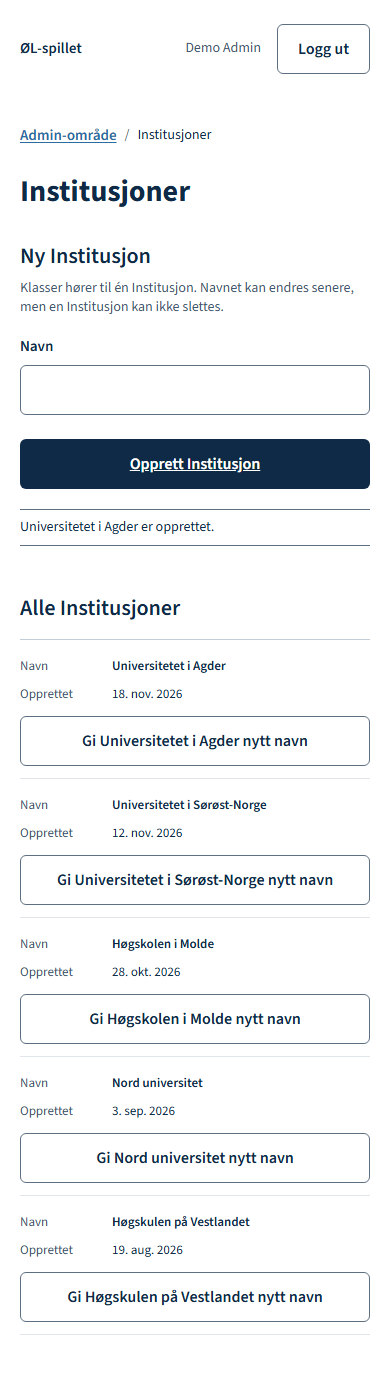 ØL-spillet
Demo Admin
Logg ut
Admin-område / Institusjoner
Institusjoner
Ny Institusjon
Klasser hører til én Institusjon. Navnet kan endres senere,
men en Institusjon kan ikke slettes.
Navn
Opprett Institusjon
Universitetet i Agder er opprettet.
Alle Institusjoner
Navn Universitetet i Agder
Opprettet 18. nov. 2026
Gi Universitetet i Agder nytt navn
Navn Universitetet i Sørøst-Norge
Opprettet 12. nov. 2026
Gi Universitetet i Sørøst-Norge nytt navn
Navn Høgskolen i Molde
Opprettet 28. okt. 2026
Gi Høgskolen i Molde nytt navn
Navn Nord universitet
Opprettet 3. sep. 2026
Gi Nord universitet nytt navn
Navn Høgskulen på Vestlandet
Opprettet 19. aug. 2026
Gi Høgskulen på Vestlandet nytt navn